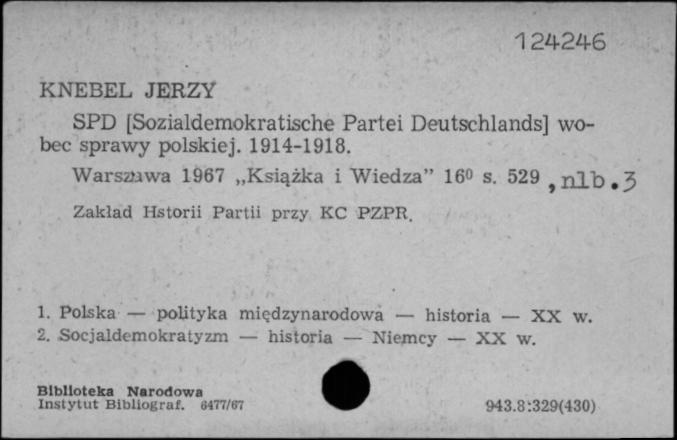 124246
KNEBEL JERZY
SPD [Sozialdemokratische Partei Deutschlands] wo-
bec sprawy polskiej. 1914-1918.
Warszawa 1967 „Książka i Wiedza” 16⁰ s. 529, nlb. 3
Zakład Hstorii Partii przy KC PZPR.
1. Polska — polityka międzynarodowa — historia — XX w.
2. Socjaldemokratyzm — historia — Niemcy — XX w.
Biblioteka Narodowa
Instytut Bibliograf. 6477/67
943.8:329(430)